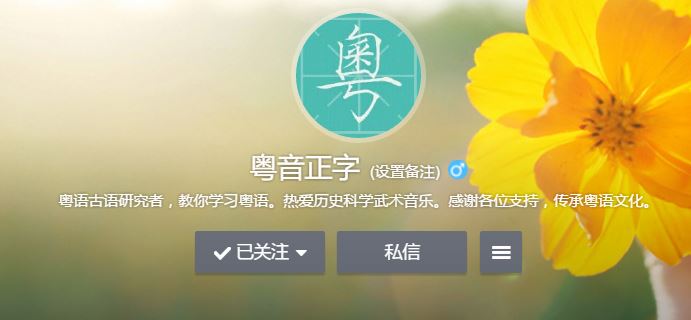 粤
粤音正字 (设置备注)
粤语古语研究者，教你学习粤语。热爱历史科学武术音乐。感谢各位支持，传承粤语文化。
已关注 私信